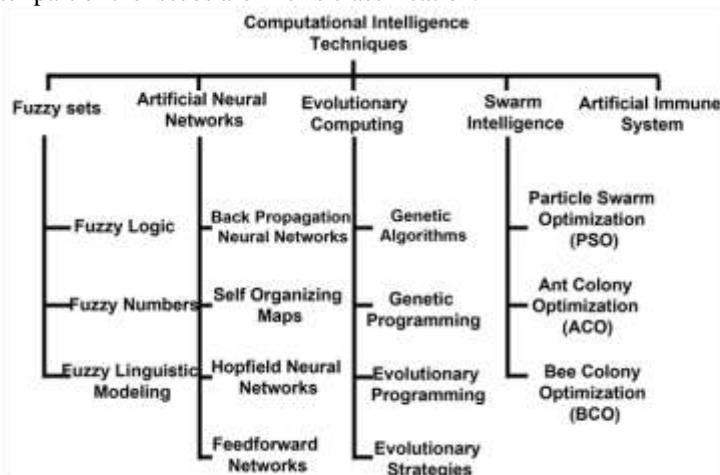 Computational Intelligence
Techniques
Fuzzy sets
Artificial Neural
Networks
Evolutionary
Computing
Swarm
Intelligence
Artificial Immune
System
Fuzzy Logic
Fuzzy Numbers
Euzzy Linguistic
Modeling
Back Propagation
Neural Networks
Self Organizing
Maps
Hopfield Neural
Networks
Feedforward
Networks
Genetic
Algorithms
Genetic
Programming
Evolutionary
Programming
Evolutionary
Strategies
Particle Swarm
Optimization
(PSO)
Ant Colony
Optimization
(ACO)
Bee Colony
Optimization
(BCO)